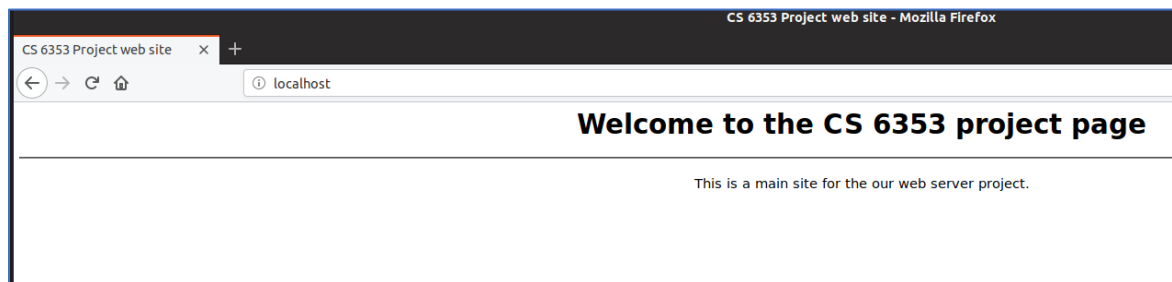 CS 6353 Project web site - Mozilla Firefox
CS 6353 Project web site
localhost
Welcome to the CS 6353 project page
This is a main site for the our web server project.